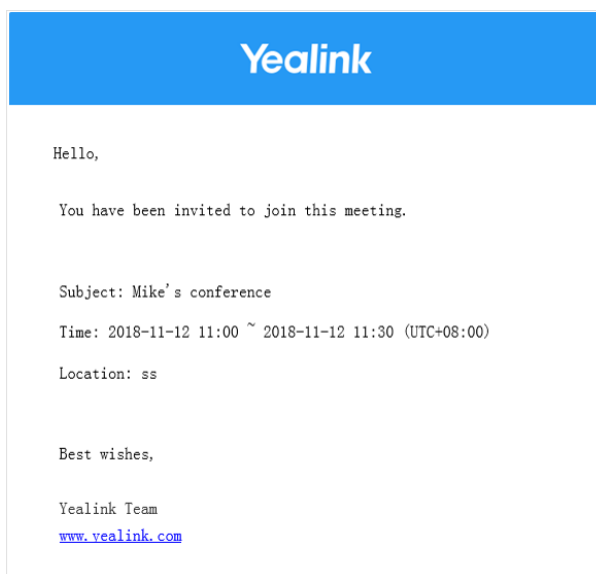 Yealink
Hello,
You have been invited to join this meeting.
Subject: Mike's conference
Time: 2018-11-12 11:00 ~ 2018-11-12 11:30 (UTC+08:00)
Location: ss
Best wishes,
Yealink Team
www.yealink.com